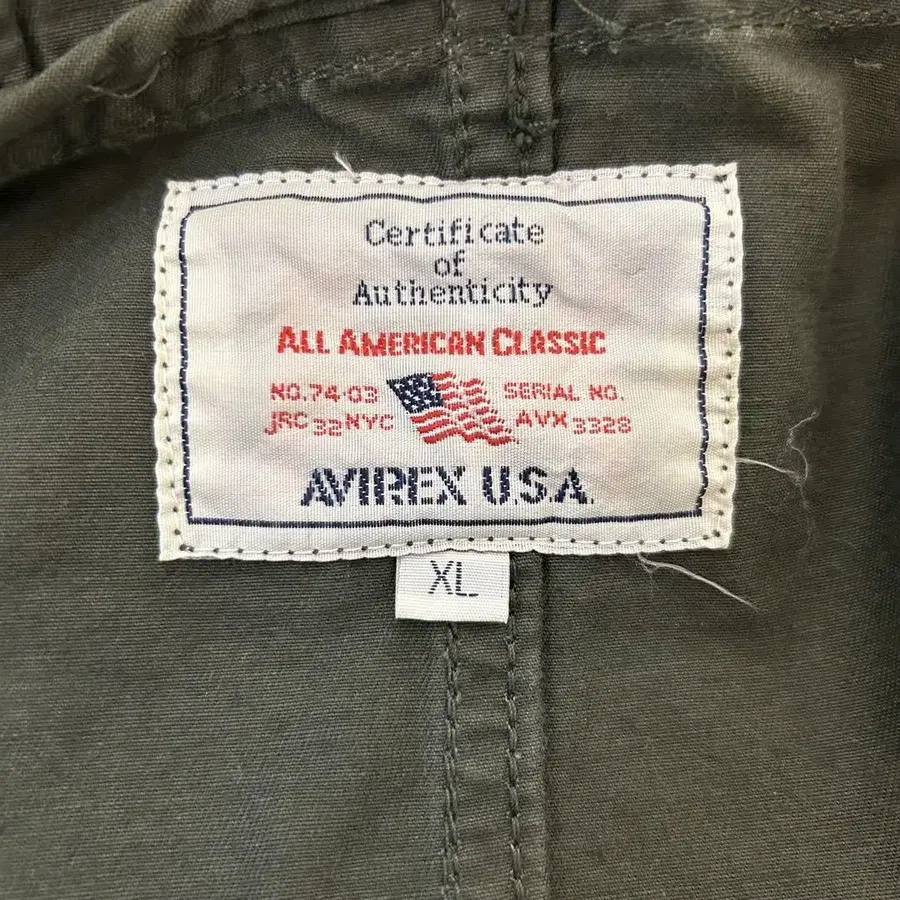 Certificate
of
Authenticity
ALL AMERICAN CLASSIC
NO.74-03 SERIAL NO.
JRC 32 NYC AVX 3328
AVIREX U.S.A.
XL